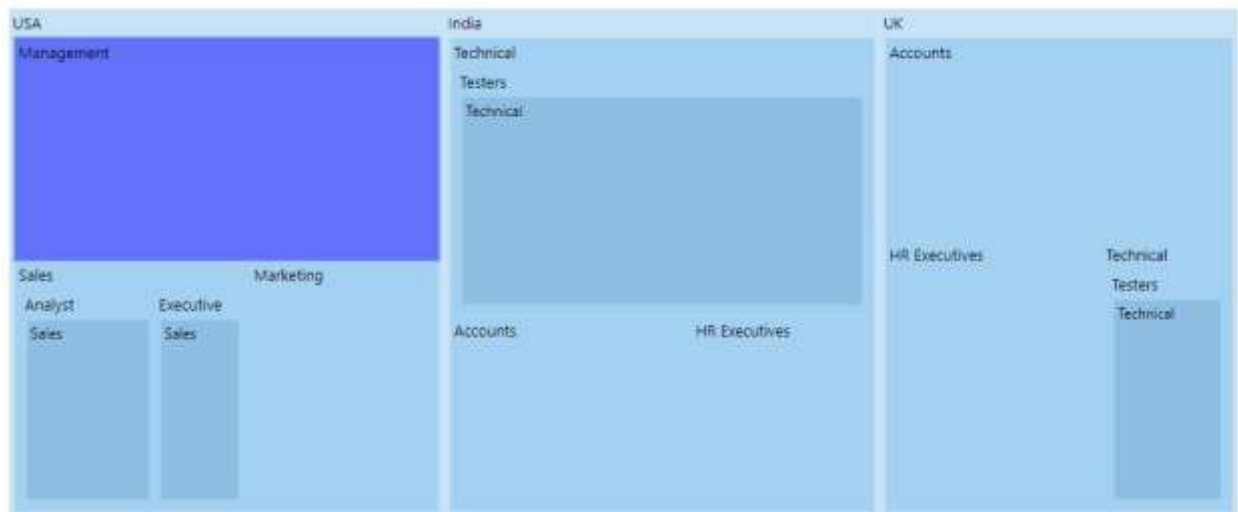 USA
Management
Sales
Marketing
Analyst
Executive
Sales
Sales
India
Technical
Testers
Technical
Accounts
HR Executives
UK
Accounts
HR Executives
Technical
Testers
Technical